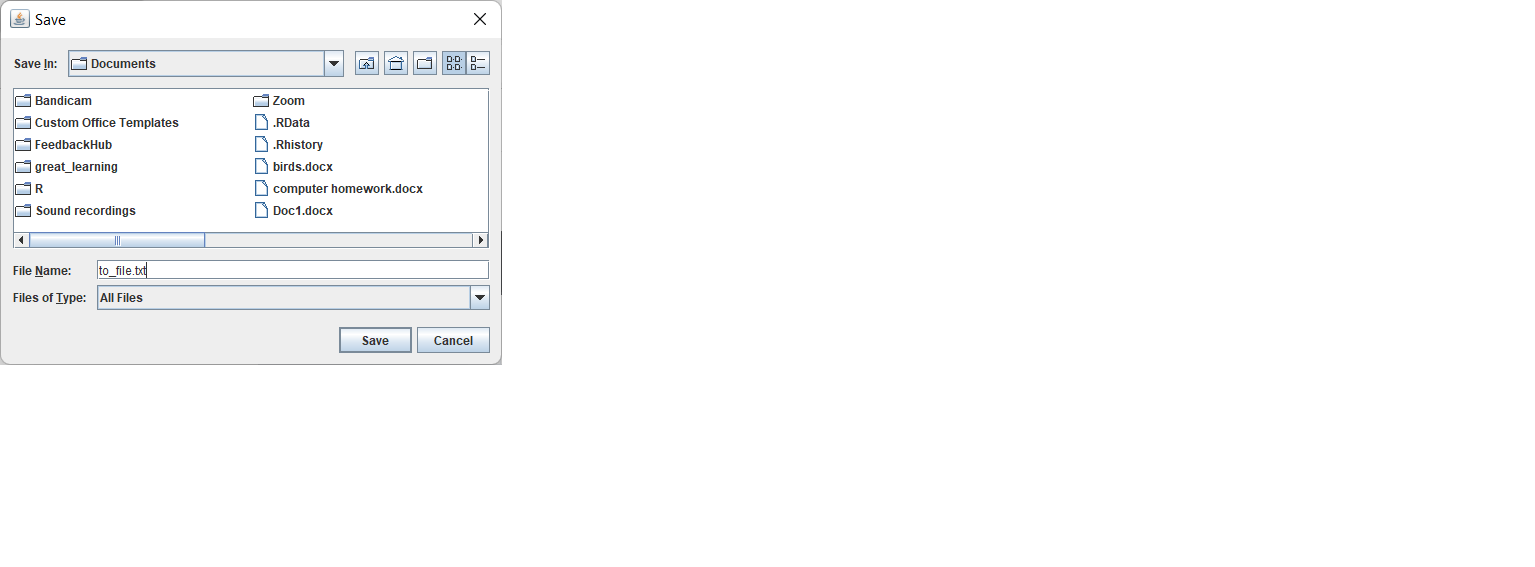 Save
Save In: Documents
Bandicam
Custom Office Templates
FeedbackHub
great_learning
R
Sound recordings
Zoom
.RData
.Rhistory
birds.docx
computer homework.docx
Doc1.docx
File Name: to_file.txt
Files of Type: All Files
Save Cancel